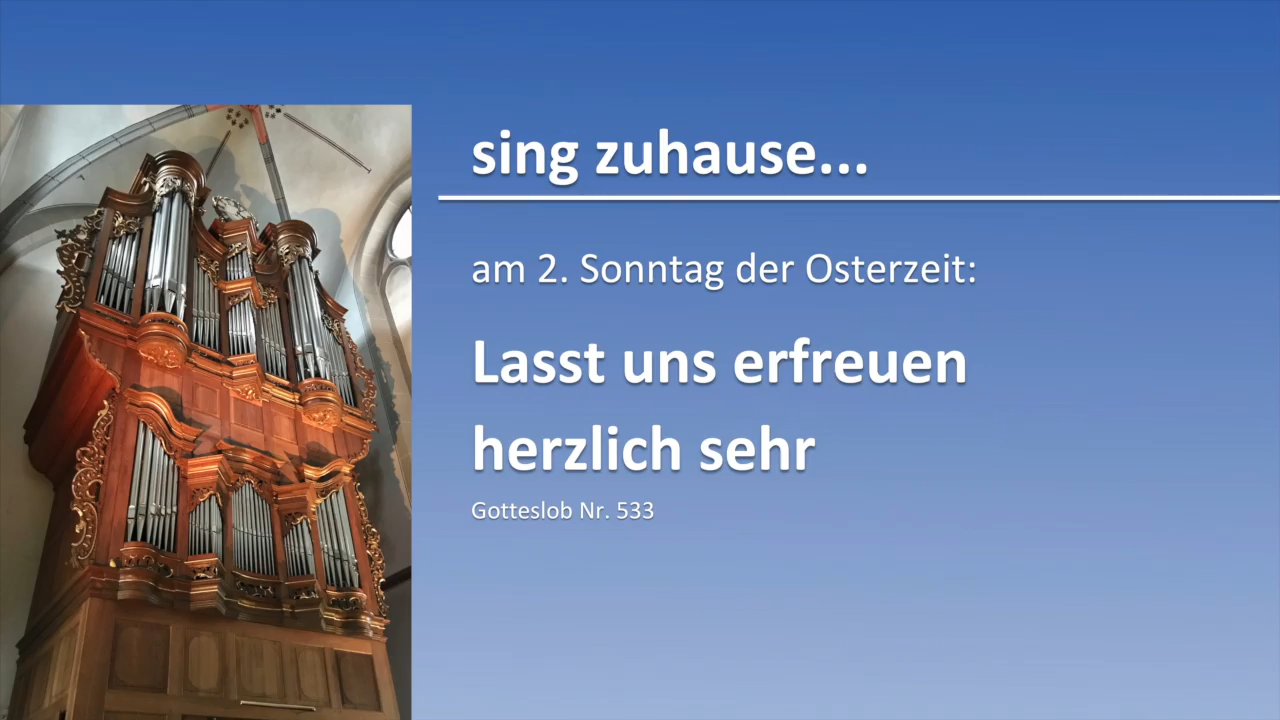 sing zuhause...
am 2. Sonntag der Osterzeit:
Lasst uns erfreuen
herzlich sehr
Gotteslob Nr. 533